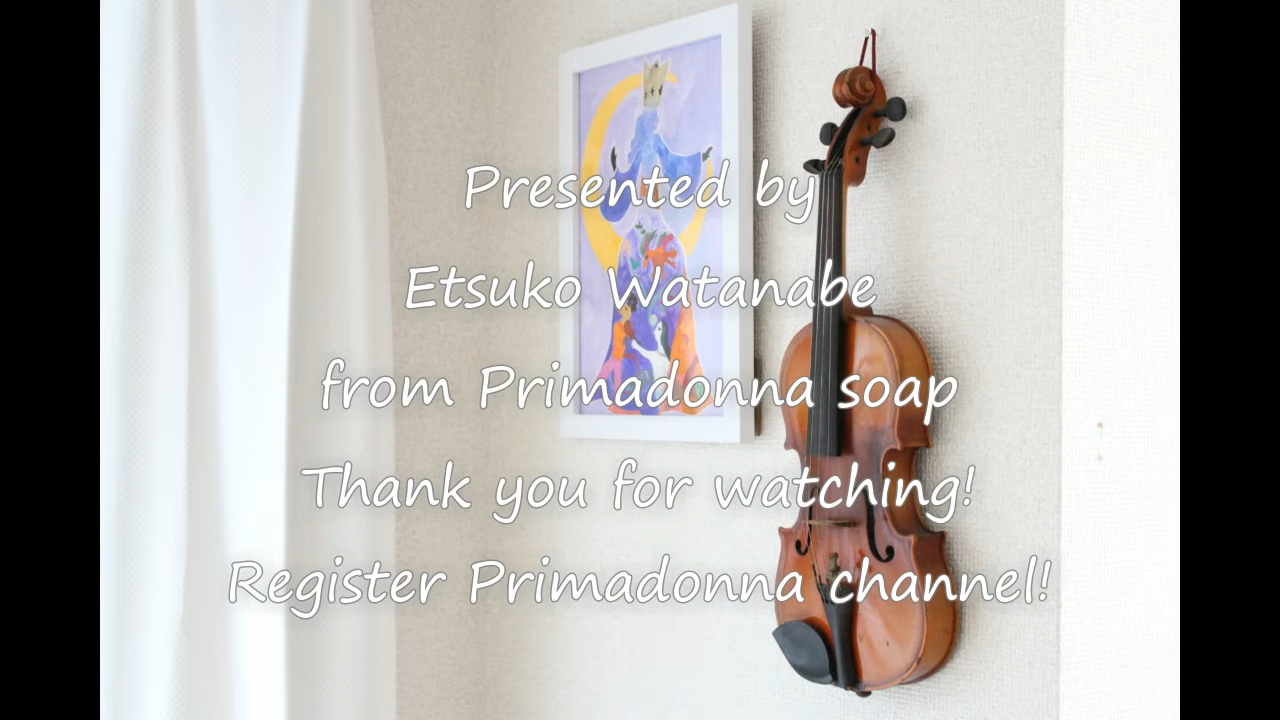 Presented by
Etsuko Watanabe
from Primadonna soap
Thank you for watching!
Register Primadonna channel!